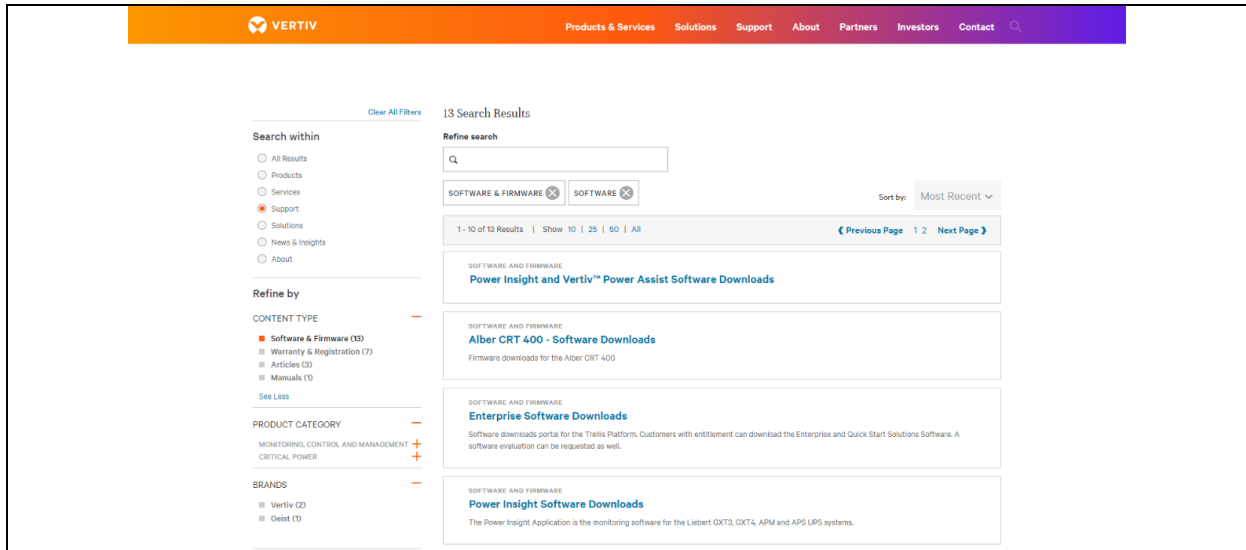 VERTIV.
Products & Services Solutions Support About Partners Investors Contact
Clear All Filters
Search within
All Results
Products
Services
Support
Solutions
News & Insights
About
Refine by
CONTENT TYPE
Software & Firmware (13)
Warranty & Registration (7)
Articles (3)
Manuals (1)
See Less
PRODUCT CATEGORY
MONITORING, CONTROL AND MANAGEMENT
CRITICAL POWER
BRANDS
Vertiv (2)
Geist (1)
13 Search Results
Refine search
SOFTWARE & FIRMWARE SOFTWARE
Sort by: Most Recent
1 - 10 of 13 Results | Show 10 | 25 | 50 | All
❮ Previous Page 1 2 Next Page ❯
SOFTWARE AND FIRMWARE
Power Insight and Vertiv™ Power Assist Software Downloads
SOFTWARE AND FIRMWARE
Alber CRT 400 - Software Downloads
Firmware downloads for the Alber CRT 400
SOFTWARE AND FIRMWARE
Enterprise Software Downloads
Software downloads portal for the Trellis Platform. Customers with entitlement can download the Enterprise and Quick Start Solutions Software. A
software evaluation can be requested as well.
SOFTWARE AND FIRMWARE
Power Insight Software Downloads
The Power Insight Application is the monitoring software for the Liebert GXT3, GXT4, APM and APS UPS systems.